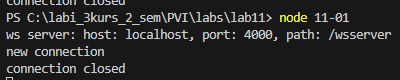 connection closed
PS C:\labi_3kurs_2_sem\PVI\labs\lab11> node 11-01
ws server: host: localhost, port: 4000, path: /wsserver
new connection
connection closed